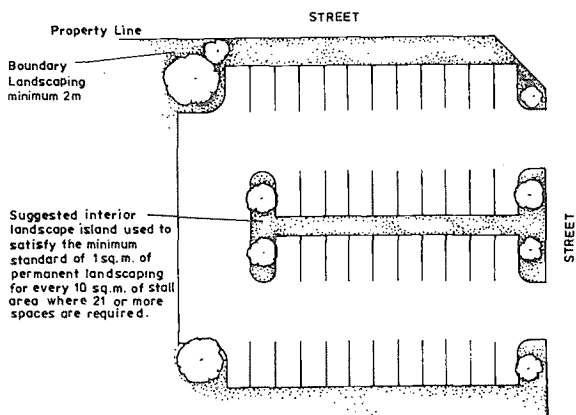 STREET
Property Line
Boundary
Landscaping
minimum 2m
Suggested interior
landscape island used to
satisfy the minimum
standard of 1 sq. m. of
permanent landscaping
for every 10 sq.m. of stall
area where 21 or more
spaces are required.
STREET